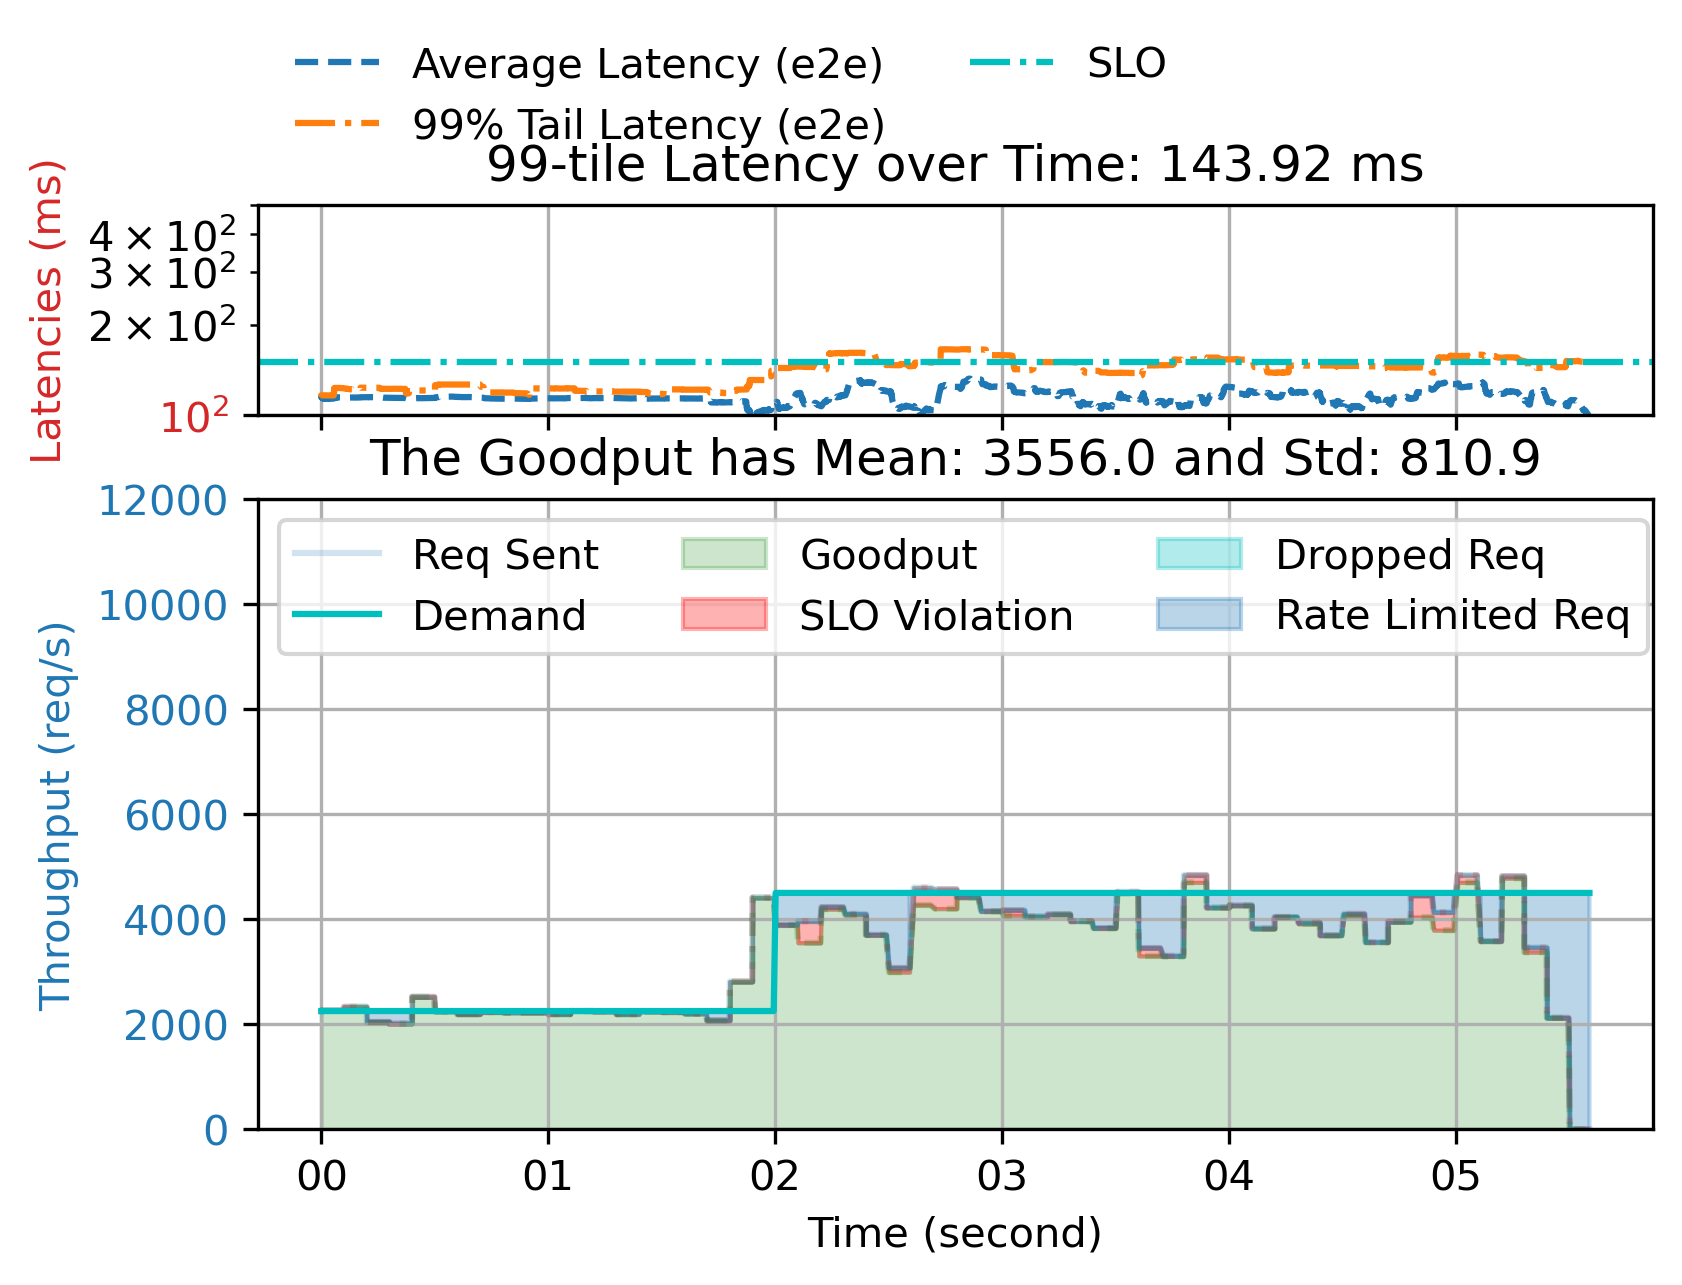 Average Latency (e2e)
SLO
99% Tail Latency (e2e)
99-tile Latency over Time: 143.92 ms
Latencies (ms)
4 × 10²
3 × 10²
2 × 10²
10²
The Goodput has Mean: 3556.0 and Std: 810.9
Throughput (req/s)
12000
10000
8000
6000
4000
2000
0
Req Sent
Goodput
Dropped Req
Demand
SLO Violation
Rate Limited Req
00 01 02 03 04 05
Time (second)